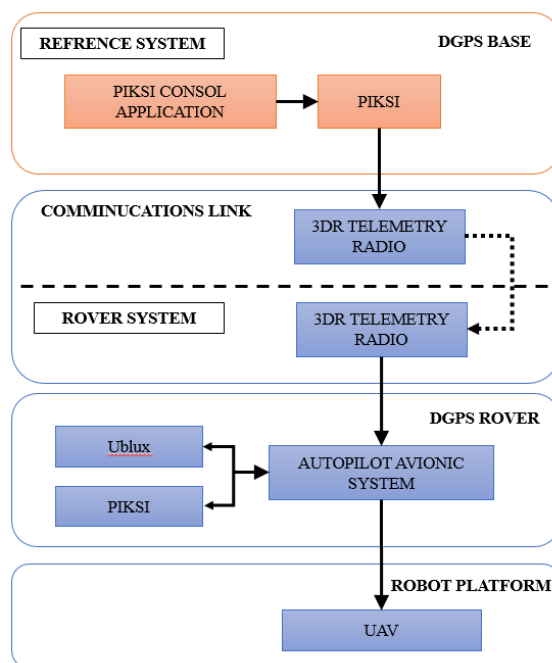 REFRENCE SYSTEM
DGPS BASE
PIKSI CONSOL
APPLICATION
PIKSI
COMMINUCATIONS LINK
3DR TELEMETRY
RADIO
ROVER SYSTEM
3DR TELEMETRY
RADIO
DGPS ROVER
Ublux
AUTOPILOT AVIONIC
SYSTEM
PIKSI
ROBOT PLATFORM
UAV